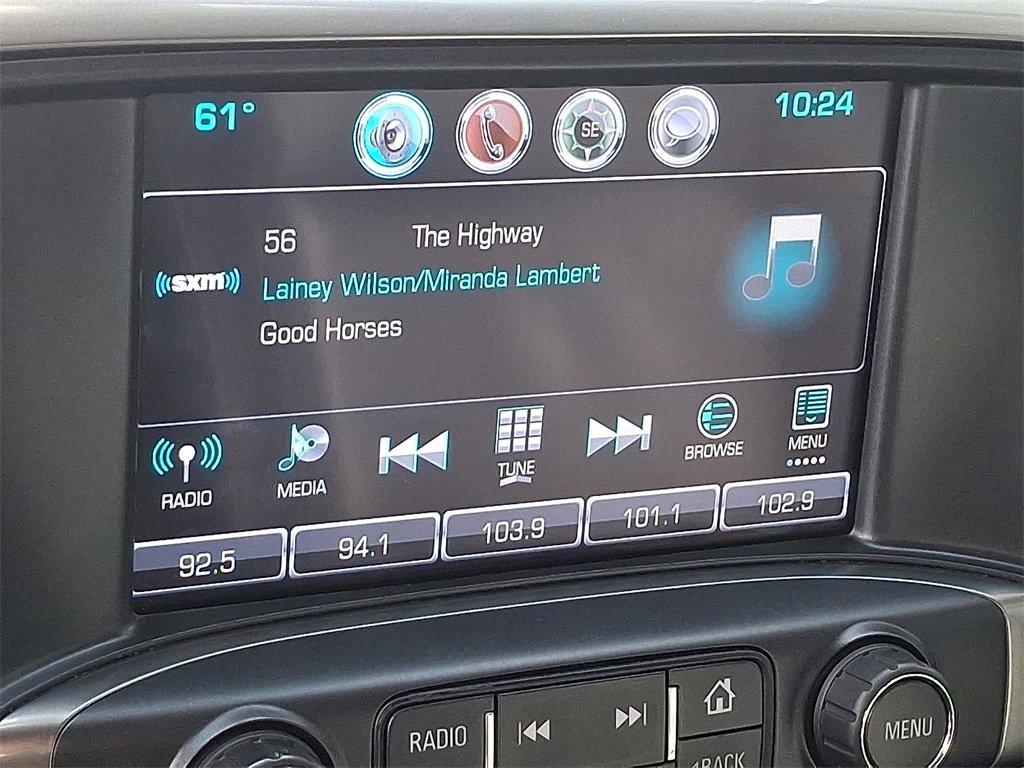 61° SE 10:24
56 The Highway
((sxm))
Lainey Wilson/Miranda Lambert
Good Horses
RADIO MEDIA TUNE BROWSE MENU
92.5 94.1 103.9 101.1 102.9
RADIO MENU
BACK